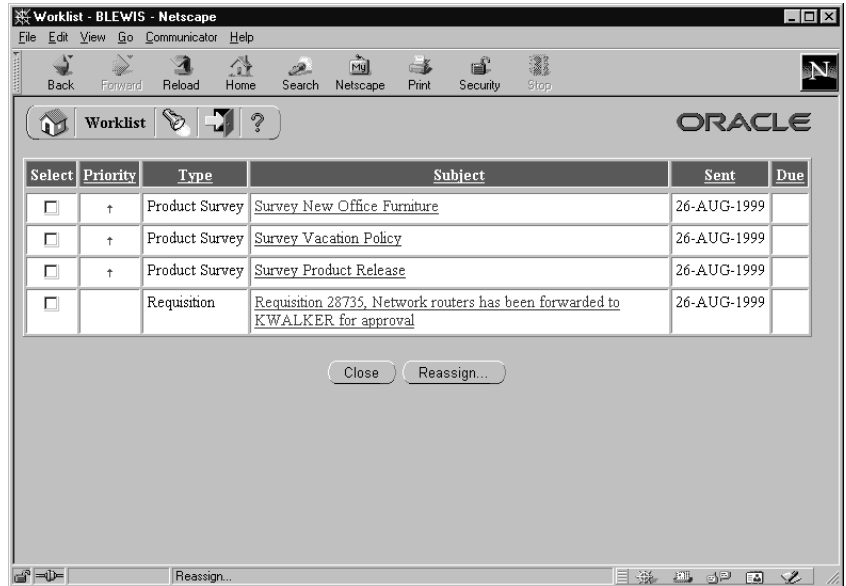 Worklist - BLEWIS - Netscape
File Edit View Go Communicator Help
Back Forward Reload Home Search Netscape Print Security Stop
My
N
Worklist ?
ORACLE
Select Priority Type Subject Sent Due
↑ Product Survey Survey New Office Furniture 26-AUG-1999
↑ Product Survey Survey Vacation Policy 26-AUG-1999
↑ Product Survey Survey Product Release 26-AUG-1999
Requisition Requisition 28735, Network routers has been forwarded to 26-AUG-1999
KWALKER for approval
Close Reassign...
Reassign...